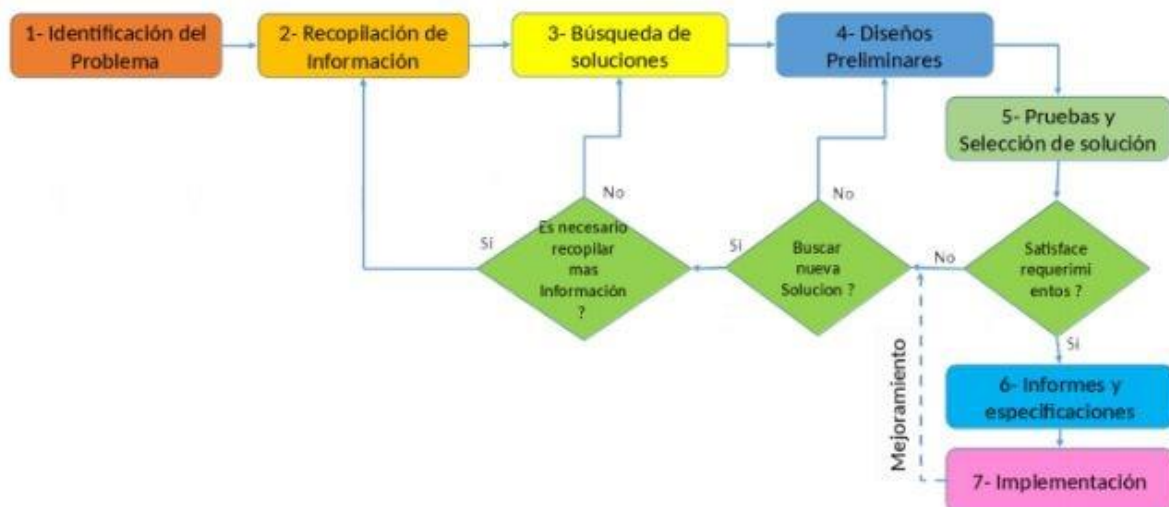 1- Identificación del
Problema
2- Recopilación de
Información
3- Búsqueda de
soluciones
4- Diseños
Preliminares
5- Pruebas y
Selección de solución
No
No
Es necesario
recopilar
mas
Información
?
Sí
Buscar
nueva
Solucion ?
Sí
Satisface
requerimi
entos ?
No
Sí
Mejoramiento
6- Informes y
especificaciones
7- Implementación